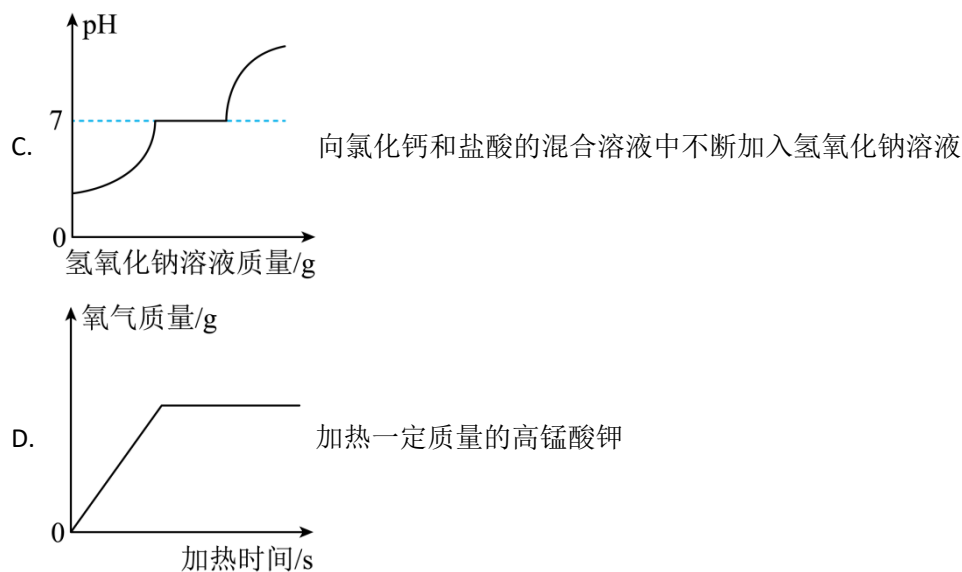 pH
7
C.
向氯化钙和盐酸的混合溶液中不断加入氢氧化钠溶液
0
氢氧化钠溶液质量/g
氧气质量/g
D.
加热一定质量的高锰酸钾
0
加热时间/s